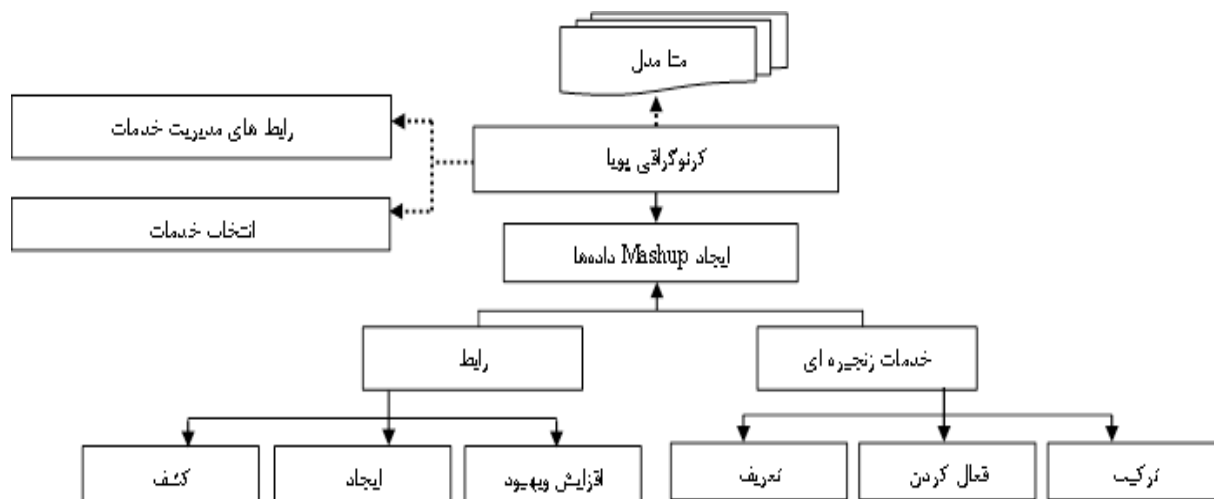 متا مدل
کرئوگرافی پویا
رابط های مدیریت خدمات
انتخاب خدمات
ایجاد Mashup داده‌ها
خدمات زنجیره ای
رابط
ترکیب
فعال کردن
تعریف
افزایش وبهبود
ایجاد
کشف